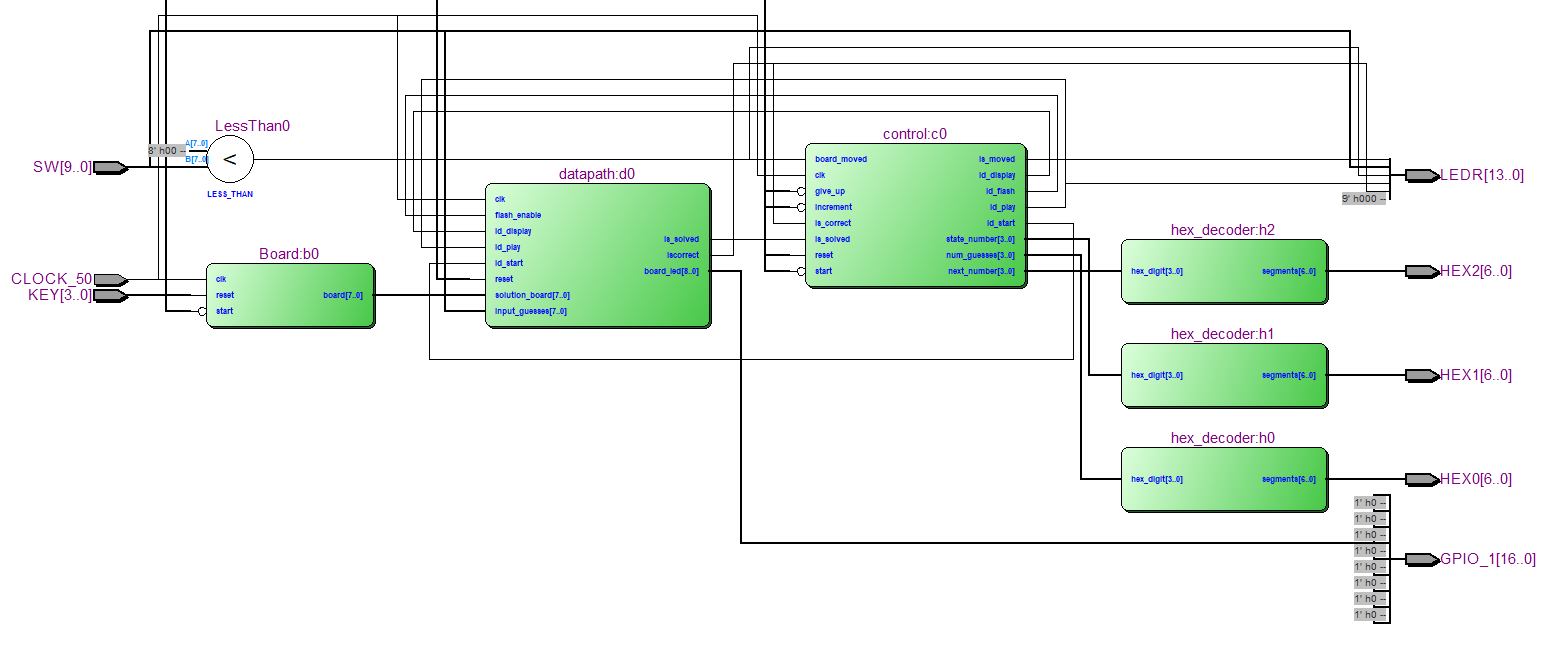 LessThan0
8' h00 --
A[7..0]
B[7..0]
<
LESS_THAN
SW[9..0]
CLOCK_50
KEY[3..0]
Board:b0
clk
reset
start
board[7..0]
datapath:d0
clk
flash_enable
ld_display
ld_play
ld_start
reset
solution_board[7..0]
input_guesses[7..0]
is_solved
iscorrect
board_led[8..0]
control:c0
board_moved
clk
give_up
increment
is_correct
is_solved
reset
start
is_moved
ld_display
ld_flash
ld_play
ld_start
state_number[3..0]
num_guesses[3..0]
next_number[3..0]
9' h000 --
LEDR[13..0]
hex_decoder:h2
hex_digit[3..0]
segments[6..0]
HEX2[6..0]
hex_decoder:h1
hex_digit[3..0]
segments[6..0]
HEX1[6..0]
hex_decoder:h0
hex_digit[3..0]
segments[6..0]
HEX0[6..0]
1' h0 --
1' h0 --
1' h0 --
1' h0 --
1' h0 --
1' h0 --
1' h0 --
1' h0 --
GPIO_1[16..0]